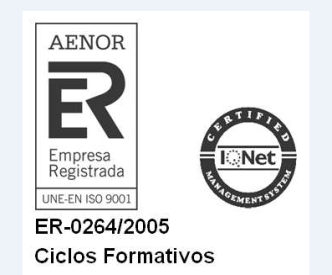 AENOR
ER
Empresa
Registrada
UNE-EN ISO 9001
CERTIFIED
IQNet
MANAGEMENT SYSTEM
ER-0264/2005
Ciclos Formativos